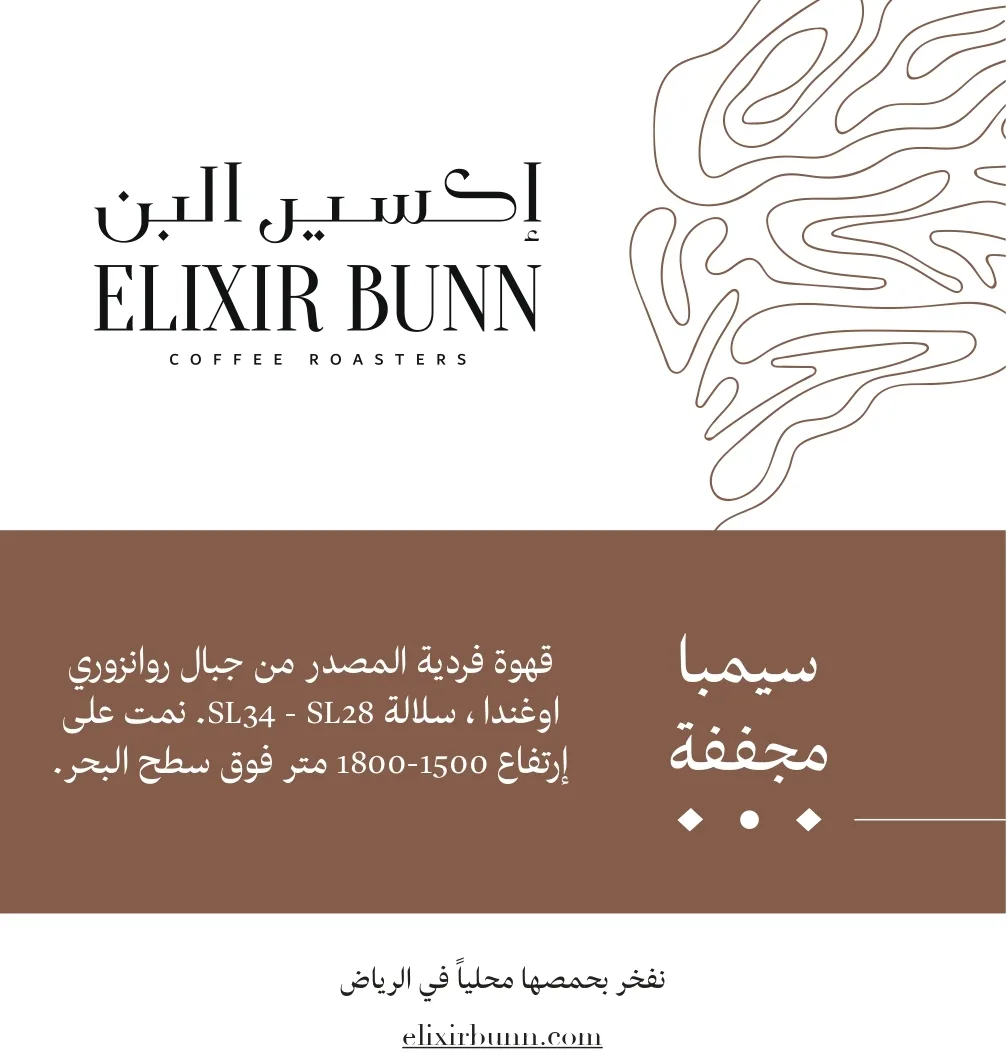 إكسير البن
ELIXIR BUNN
COFFEE ROASTERS
سيمبا
مجففة
قهوة فردية المصدر من جبال روانزوري
اوغندا ، سلالة SL34 - SL28. نمت على
إرتفاع 1500-1800 متر فوق سطح البحر.
نفخر بحمصها محلياً في الرياض
elixirbunn.com